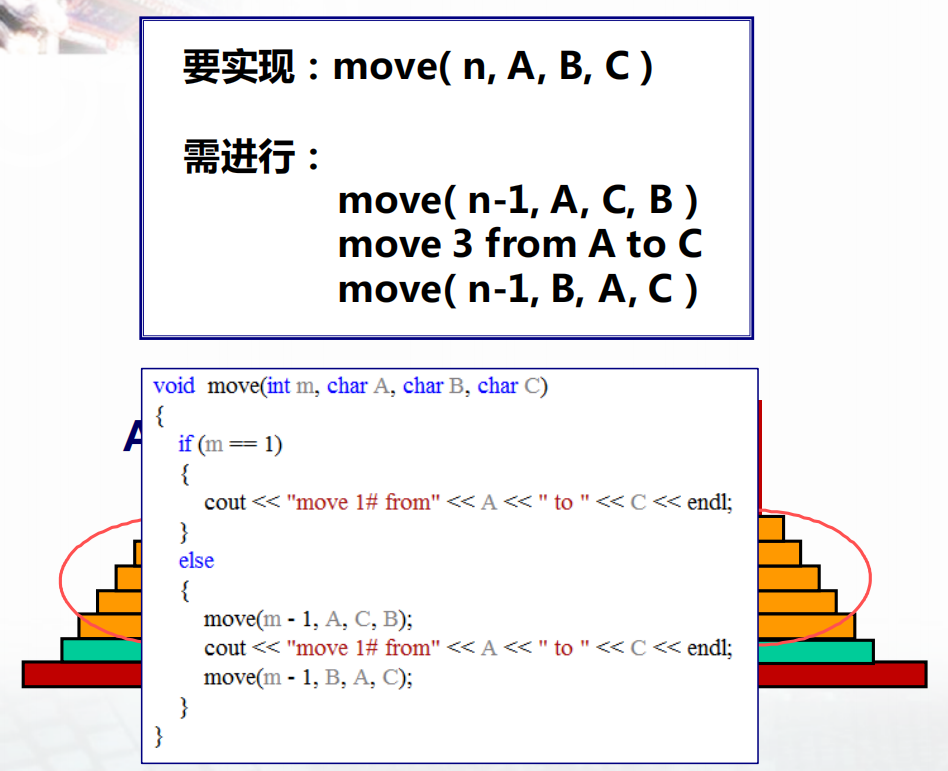 要实现：move( n, A, B, C )
需进行：
move( n-1, A, C, B )
move 3 from A to C
move( n-1, B, A, C )
void move(int m, char A, char B, char C)
{
if (m == 1)
{
cout << "move 1# from" << A << " to " << C << endl;
}
else
{
move(m - 1, A, C, B);
cout << "move 1# from" << A << " to " << C << endl;
move(m - 1, B, A, C);
}
}
A